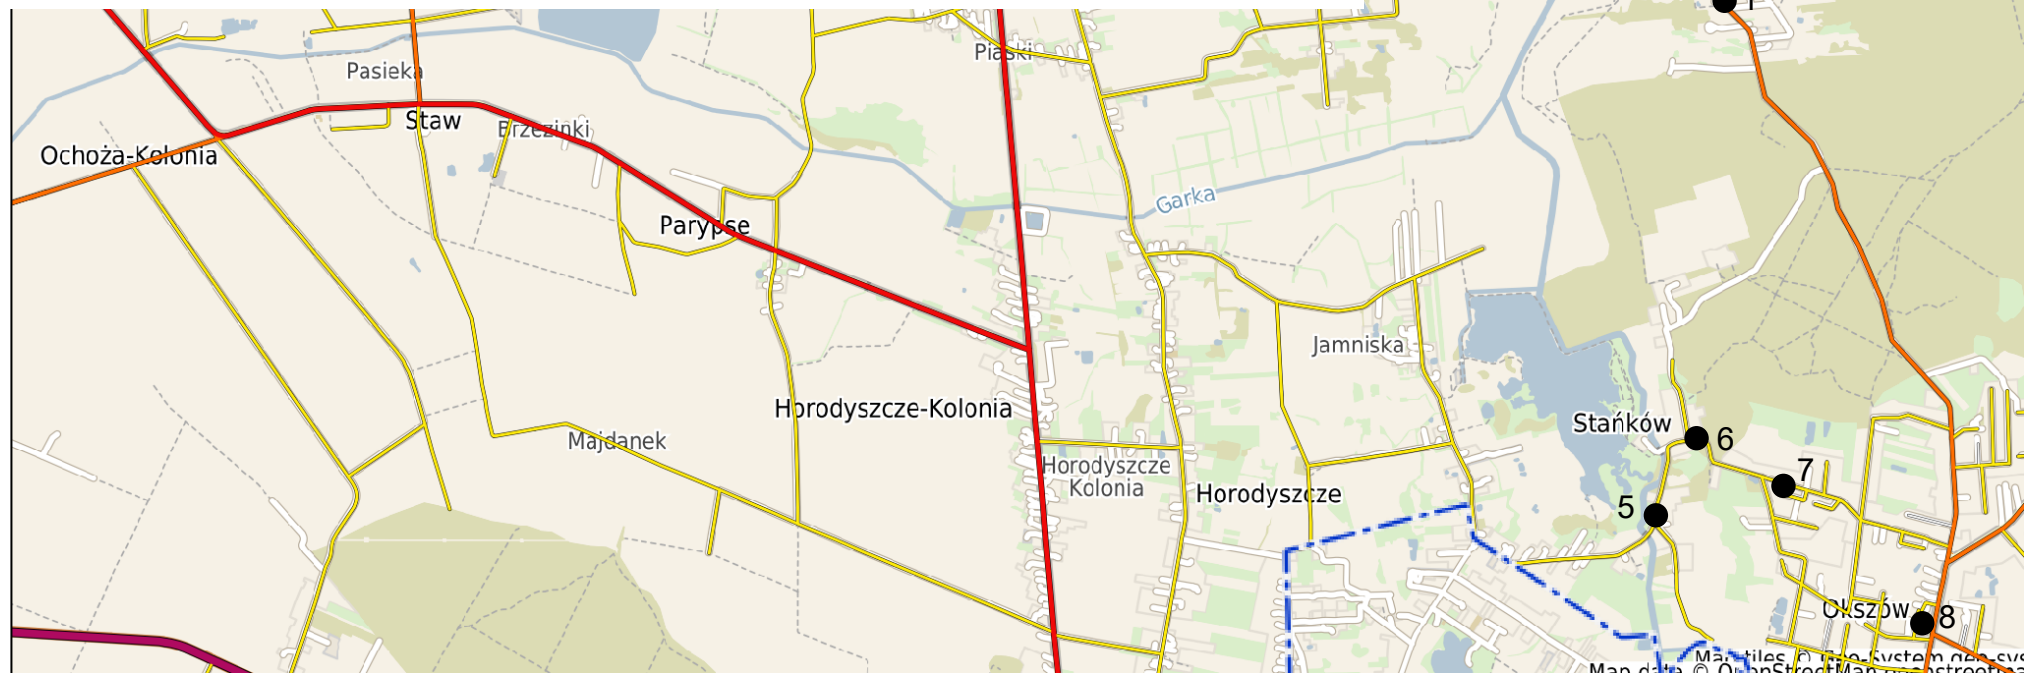 Piaski
Pasieka
Staw
Brzezinki
Ochoża-Kolonia
Garka
Parypse
Jamniska
Horodyszcze-Kolonia
Stańków
6
Majdanek
Horodyszcze
Kolonia
7
Horodyszcze
5
Okszów
8